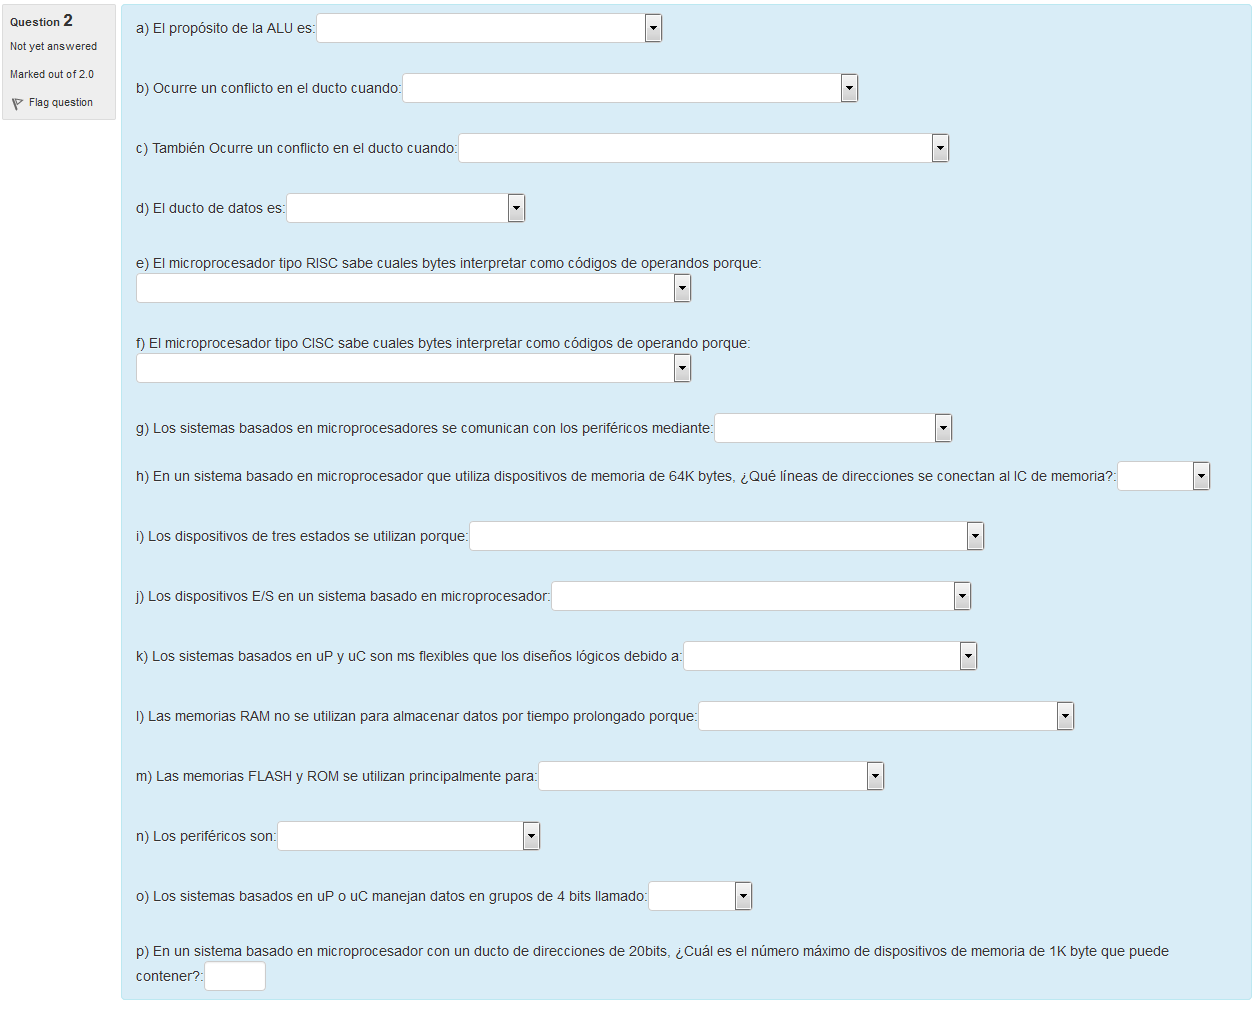 Question 2
Not yet answered
Marked out of 2.0
Flag question
a) El propósito de la ALU es:
b) Ocurre un conflicto en el ducto cuando:
c) También Ocurre un conflicto en el ducto cuando:
d) El ducto de datos es:
e) El microprocesador tipo RISC sabe cuales bytes interpretar como códigos de operandos porque:
f) El microprocesador tipo CISC sabe cuales bytes interpretar como códigos de operando porque:
g) Los sistemas basados en microprocesadores se comunican con los periféricos mediante:
h) En un sistema basado en microprocesador que utiliza dispositivos de memoria de 64K bytes, ¿Qué líneas de direcciones se conectan al IC de memoria?:
i) Los dispositivos de tres estados se utilizan porque:
j) Los dispositivos E/S en un sistema basado en microprocesador:
k) Los sistemas basados en uP y uC son ms flexibles que los diseños lógicos debido a:
l) Las memorias RAM no se utilizan para almacenar datos por tiempo prolongado porque:
m) Las memorias FLASH y ROM se utilizan principalmente para:
n) Los periféricos son:
o) Los sistemas basados en uP o uC manejan datos en grupos de 4 bits llamado:
p) En un sistema basado en microprocesador con un ducto de direcciones de 20bits, ¿Cuál es el número máximo de dispositivos de memoria de 1K byte que puede
contener?: